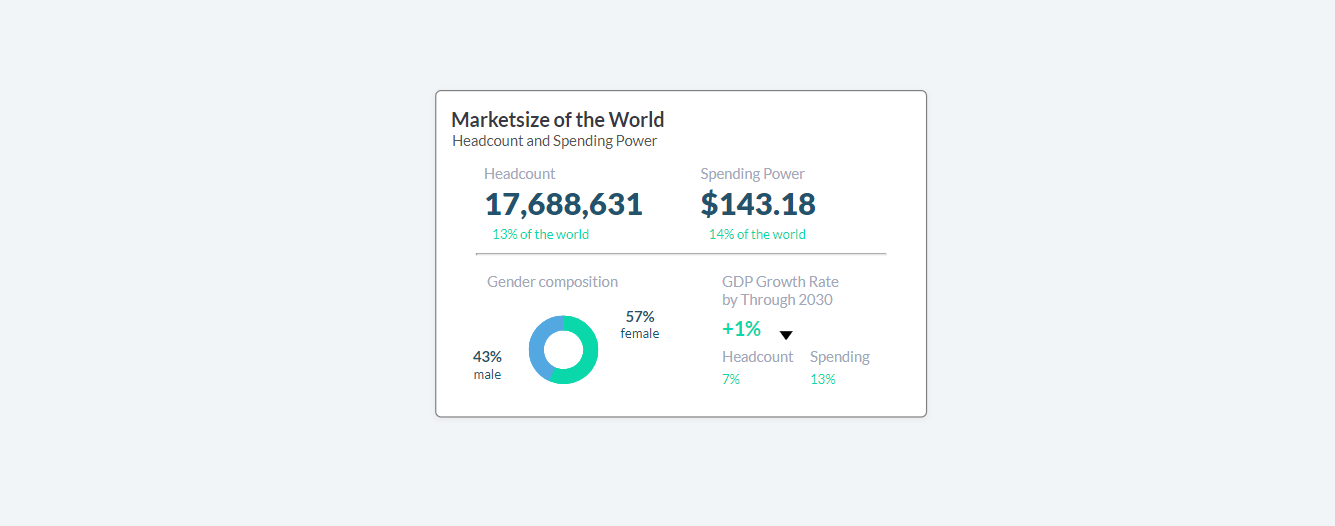 Marketsize of the World
Headcount and Spending Power
Headcount
17,688,631
13% of the world
Spending Power
$143.18
14% of the world
Gender composition
57%
female
43%
male
GDP Growth Rate
by Through 2030
+1%
Headcount
7%
Spending
13%